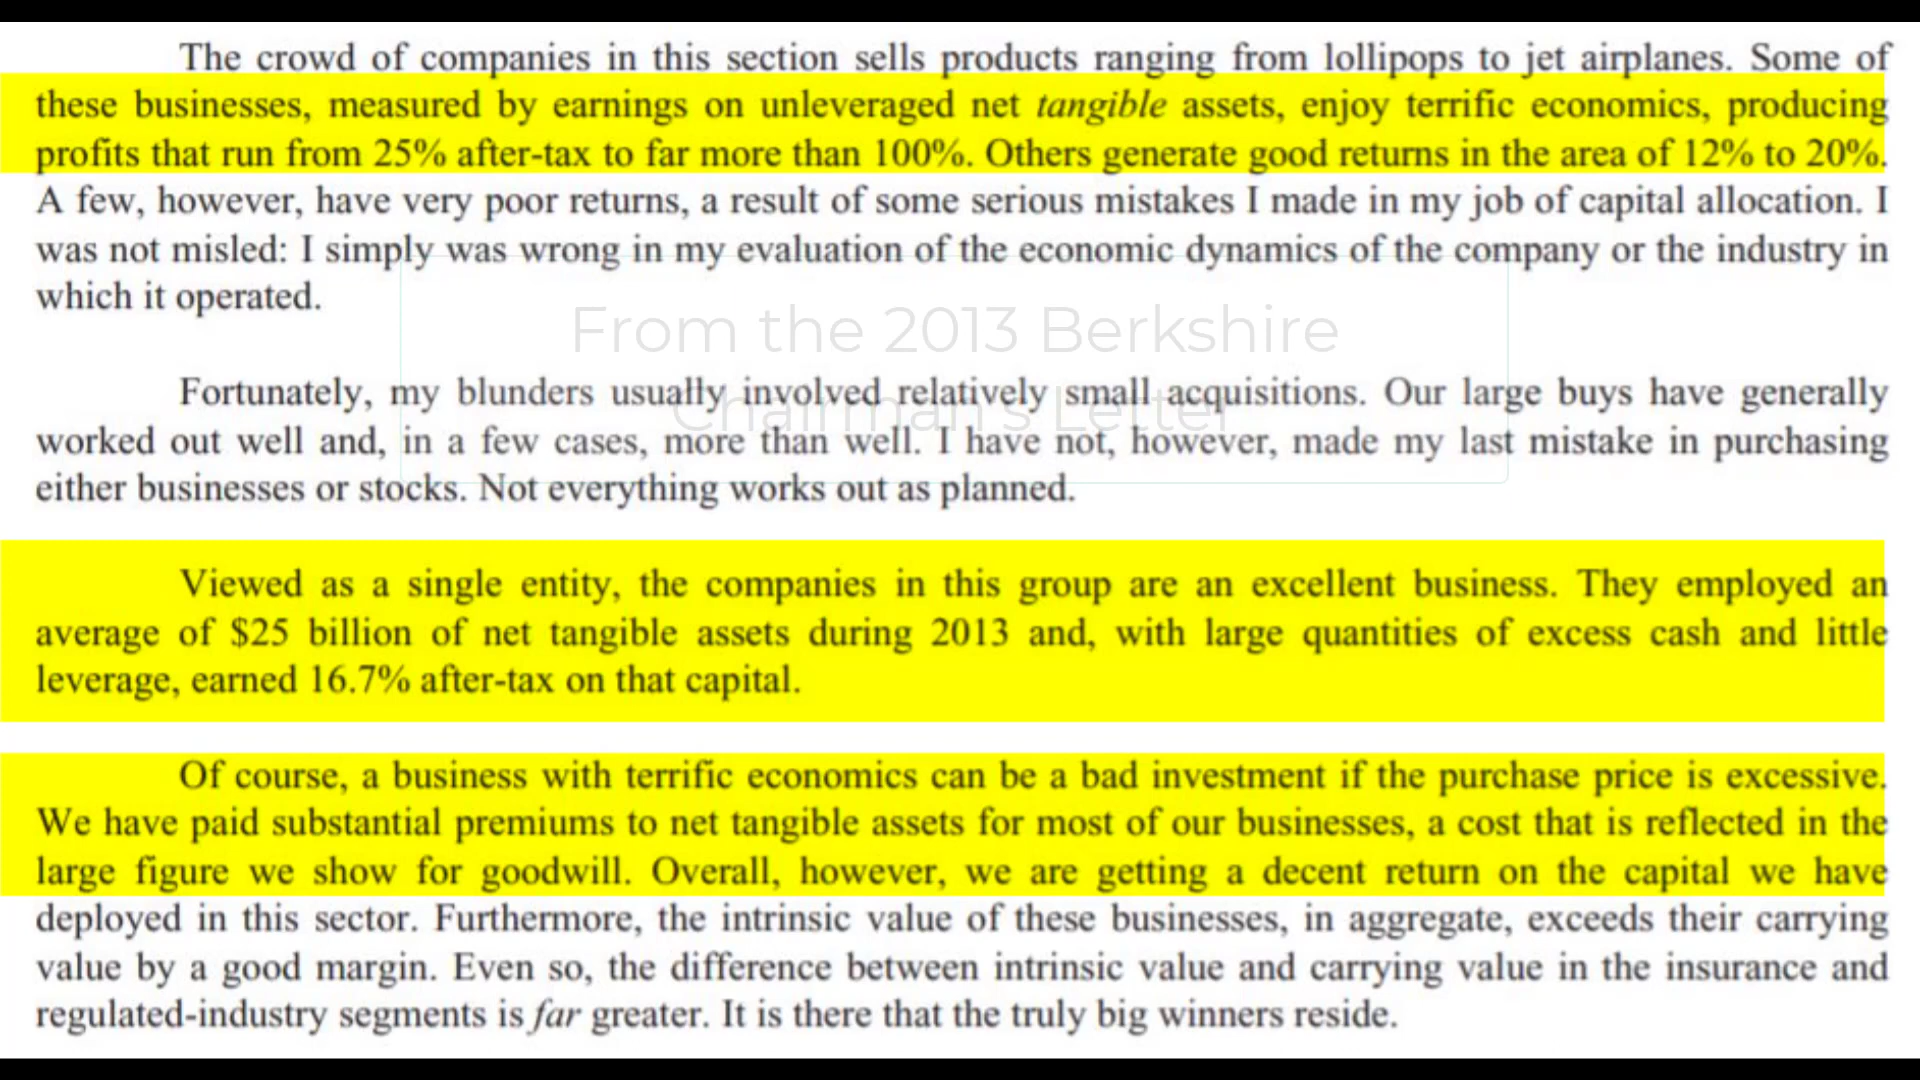 The crowd of companies in this section sells products ranging from lollipops to jet airplanes. Some of
these businesses, measured by earnings on unleveraged net tangible assets, enjoy terrific economics, producing
profits that run from 25% after-tax to far more than 100%. Others generate good returns in the area of 12% to 20%.
A few, however, have very poor returns, a result of some serious mistakes I made in my job of capital allocation. I
was not misled: I simply was wrong in my evaluation of the economic dynamics of the company or the industry in
which it operated.
From the 2013 Berkshire
Chairman's Letter
Fortunately, my blunders usually involved relatively small acquisitions. Our large buys have generally
worked out well and, in a few cases, more than well. I have not, however, made my last mistake in purchasing
either businesses or stocks. Not everything works out as planned.
Viewed as a single entity, the companies in this group are an excellent business. They employed an
average of $25 billion of net tangible assets during 2013 and, with large quantities of excess cash and little
leverage, earned 16.7% after-tax on that capital.
Of course, a business with terrific economics can be a bad investment if the purchase price is excessive.
We have paid substantial premiums to net tangible assets for most of our businesses, a cost that is reflected in the
large figure we show for goodwill. Overall, however, we are getting a decent return on the capital we have
deployed in this sector. Furthermore, the intrinsic value of these businesses, in aggregate, exceeds their carrying
value by a good margin. Even so, the difference between intrinsic value and carrying value in the insurance and
regulated-industry segments is far greater. It is there that the truly big winners reside.